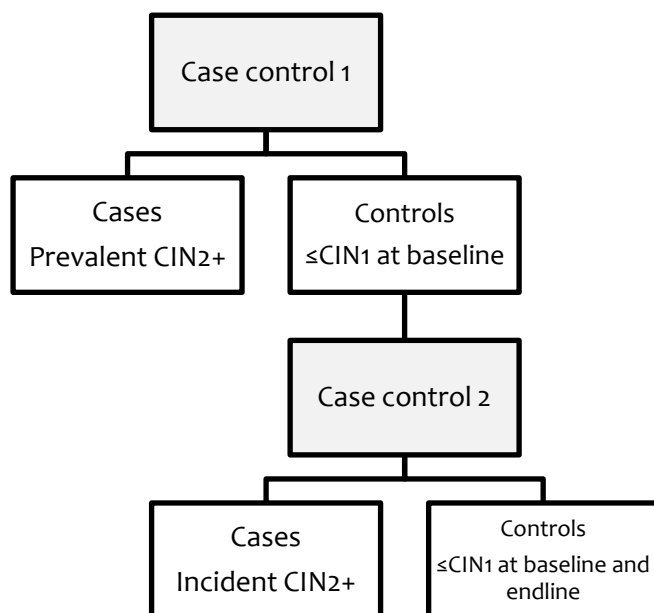 Case control 1
Cases
Prevalent CIN2+
Controls
≤CIN1 at baseline
Case control 2
Cases
Incident CIN2+
Controls
≤CIN1 at baseline and
endline